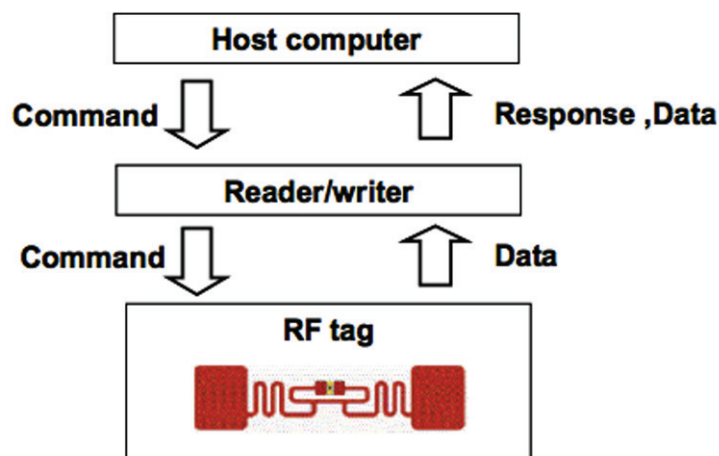 Host computer
Command
Response ,Data
Reader/writer
Command
Data
RF tag